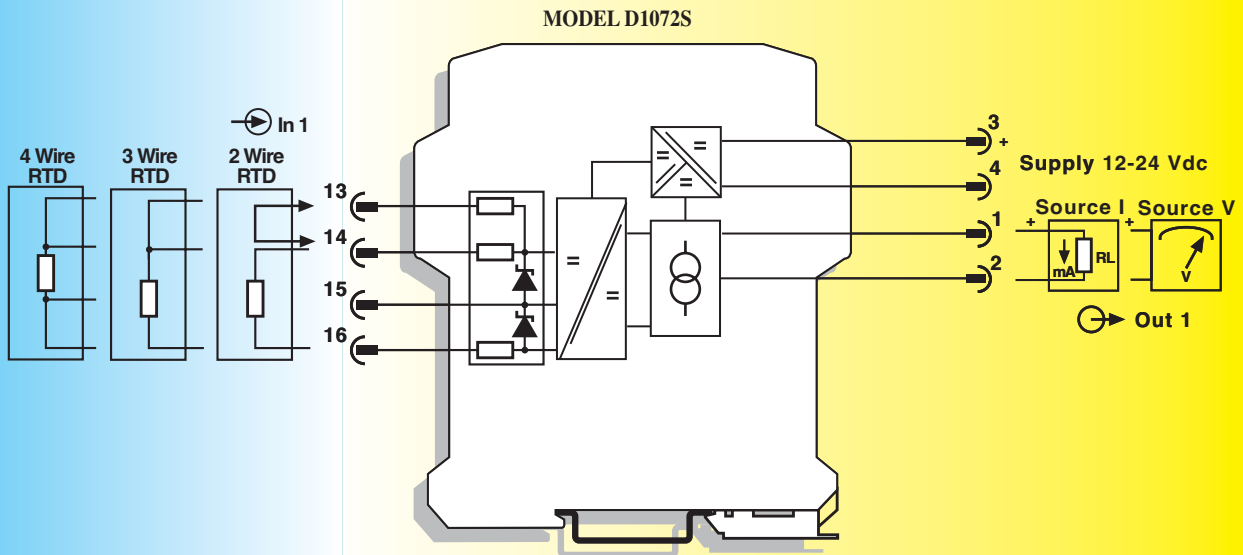 MODEL D1072S
In 1
4 Wire
RTD
3 Wire
RTD
2 Wire
RTD
13
14
15
16
3
+
4
Supply 12-24 Vdc
1
2
Source I
+
mA
RL
Source V
+
V
Out 1